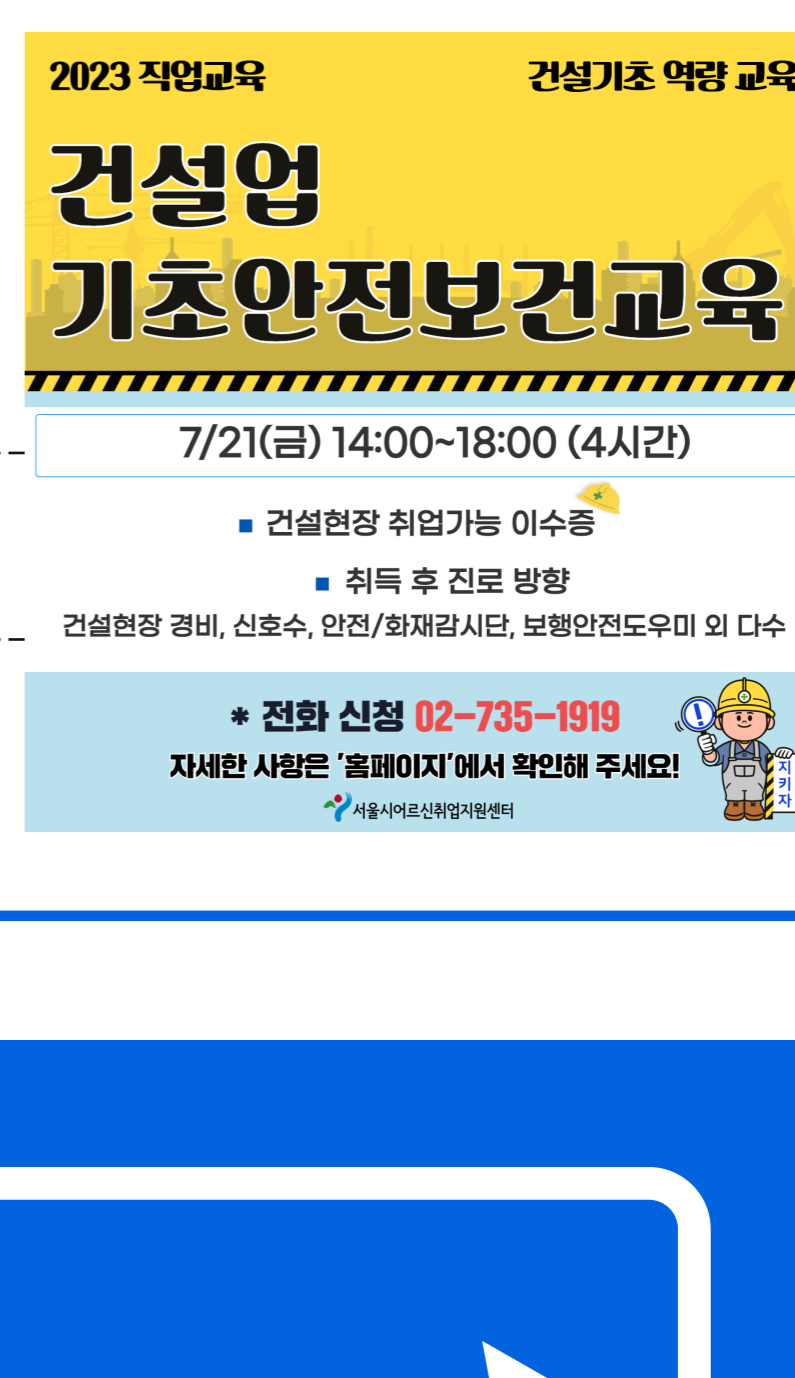 2023 직업교육
건설기초 역량 교육
건설업
기초안전보건교육
7/21(금) 14:00~18:00 (4시간)
■ 건설현장 취업가능 이수증
■ 취득 후 진로 방향
건설현장 경비, 신호수, 안전/화재감시단, 보행안전도우미 외 다수
* 전화 신청 02-735-1919
자세한 사항은 '홈페이지'에서 확인해 주세요!
서울시어르신취업지원센터
!
지
키
자